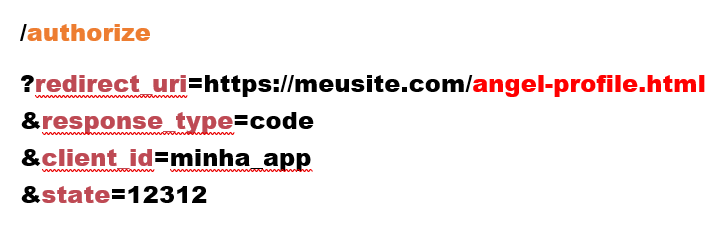 /authorize
?redirect_uri=https://meusite.com/angel-profile.html
&response_type=code
&client_id=minha_app
&state=12312